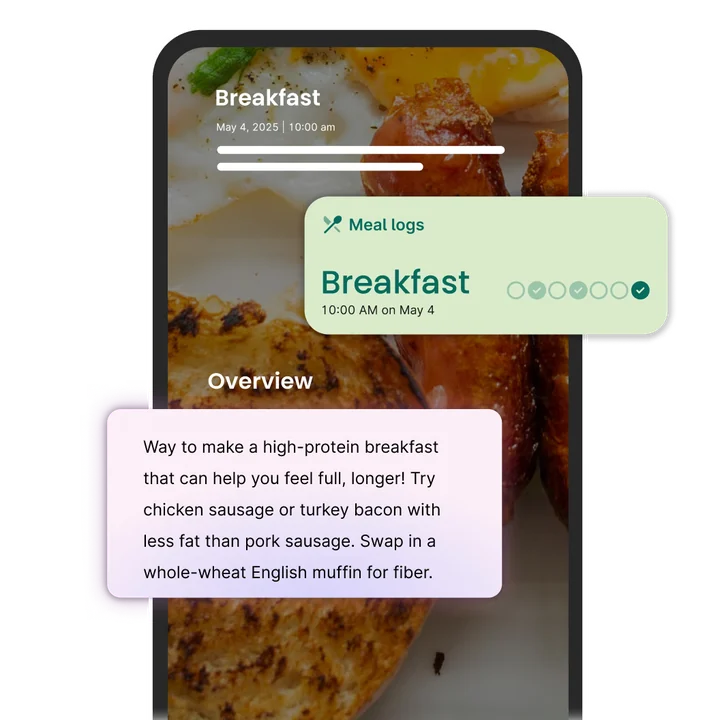 Breakfast
May 4, 2025 | 10:00 am
Meal logs
Breakfast
10:00 AM on May 4
Overview
Way to make a high-protein breakfast
that can help you feel full, longer! Try
chicken sausage or turkey bacon with
less fat than pork sausage. Swap in a
whole-wheat English muffin for fiber.